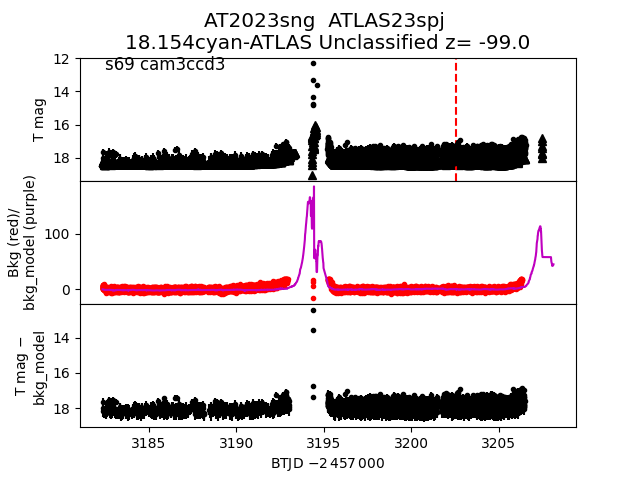 AT2023sng  ATLAS23spj
18.154cyan-ATLAS Unclassified z= -99.0
s69 cam3ccd3
T mag
12
14
16
18
Bkg (red)/
bkg_model (purple)
100
0
T mag −
bkg_model
14
16
18
3185
3190
3195
3200
3205
BTJD −2 457 000